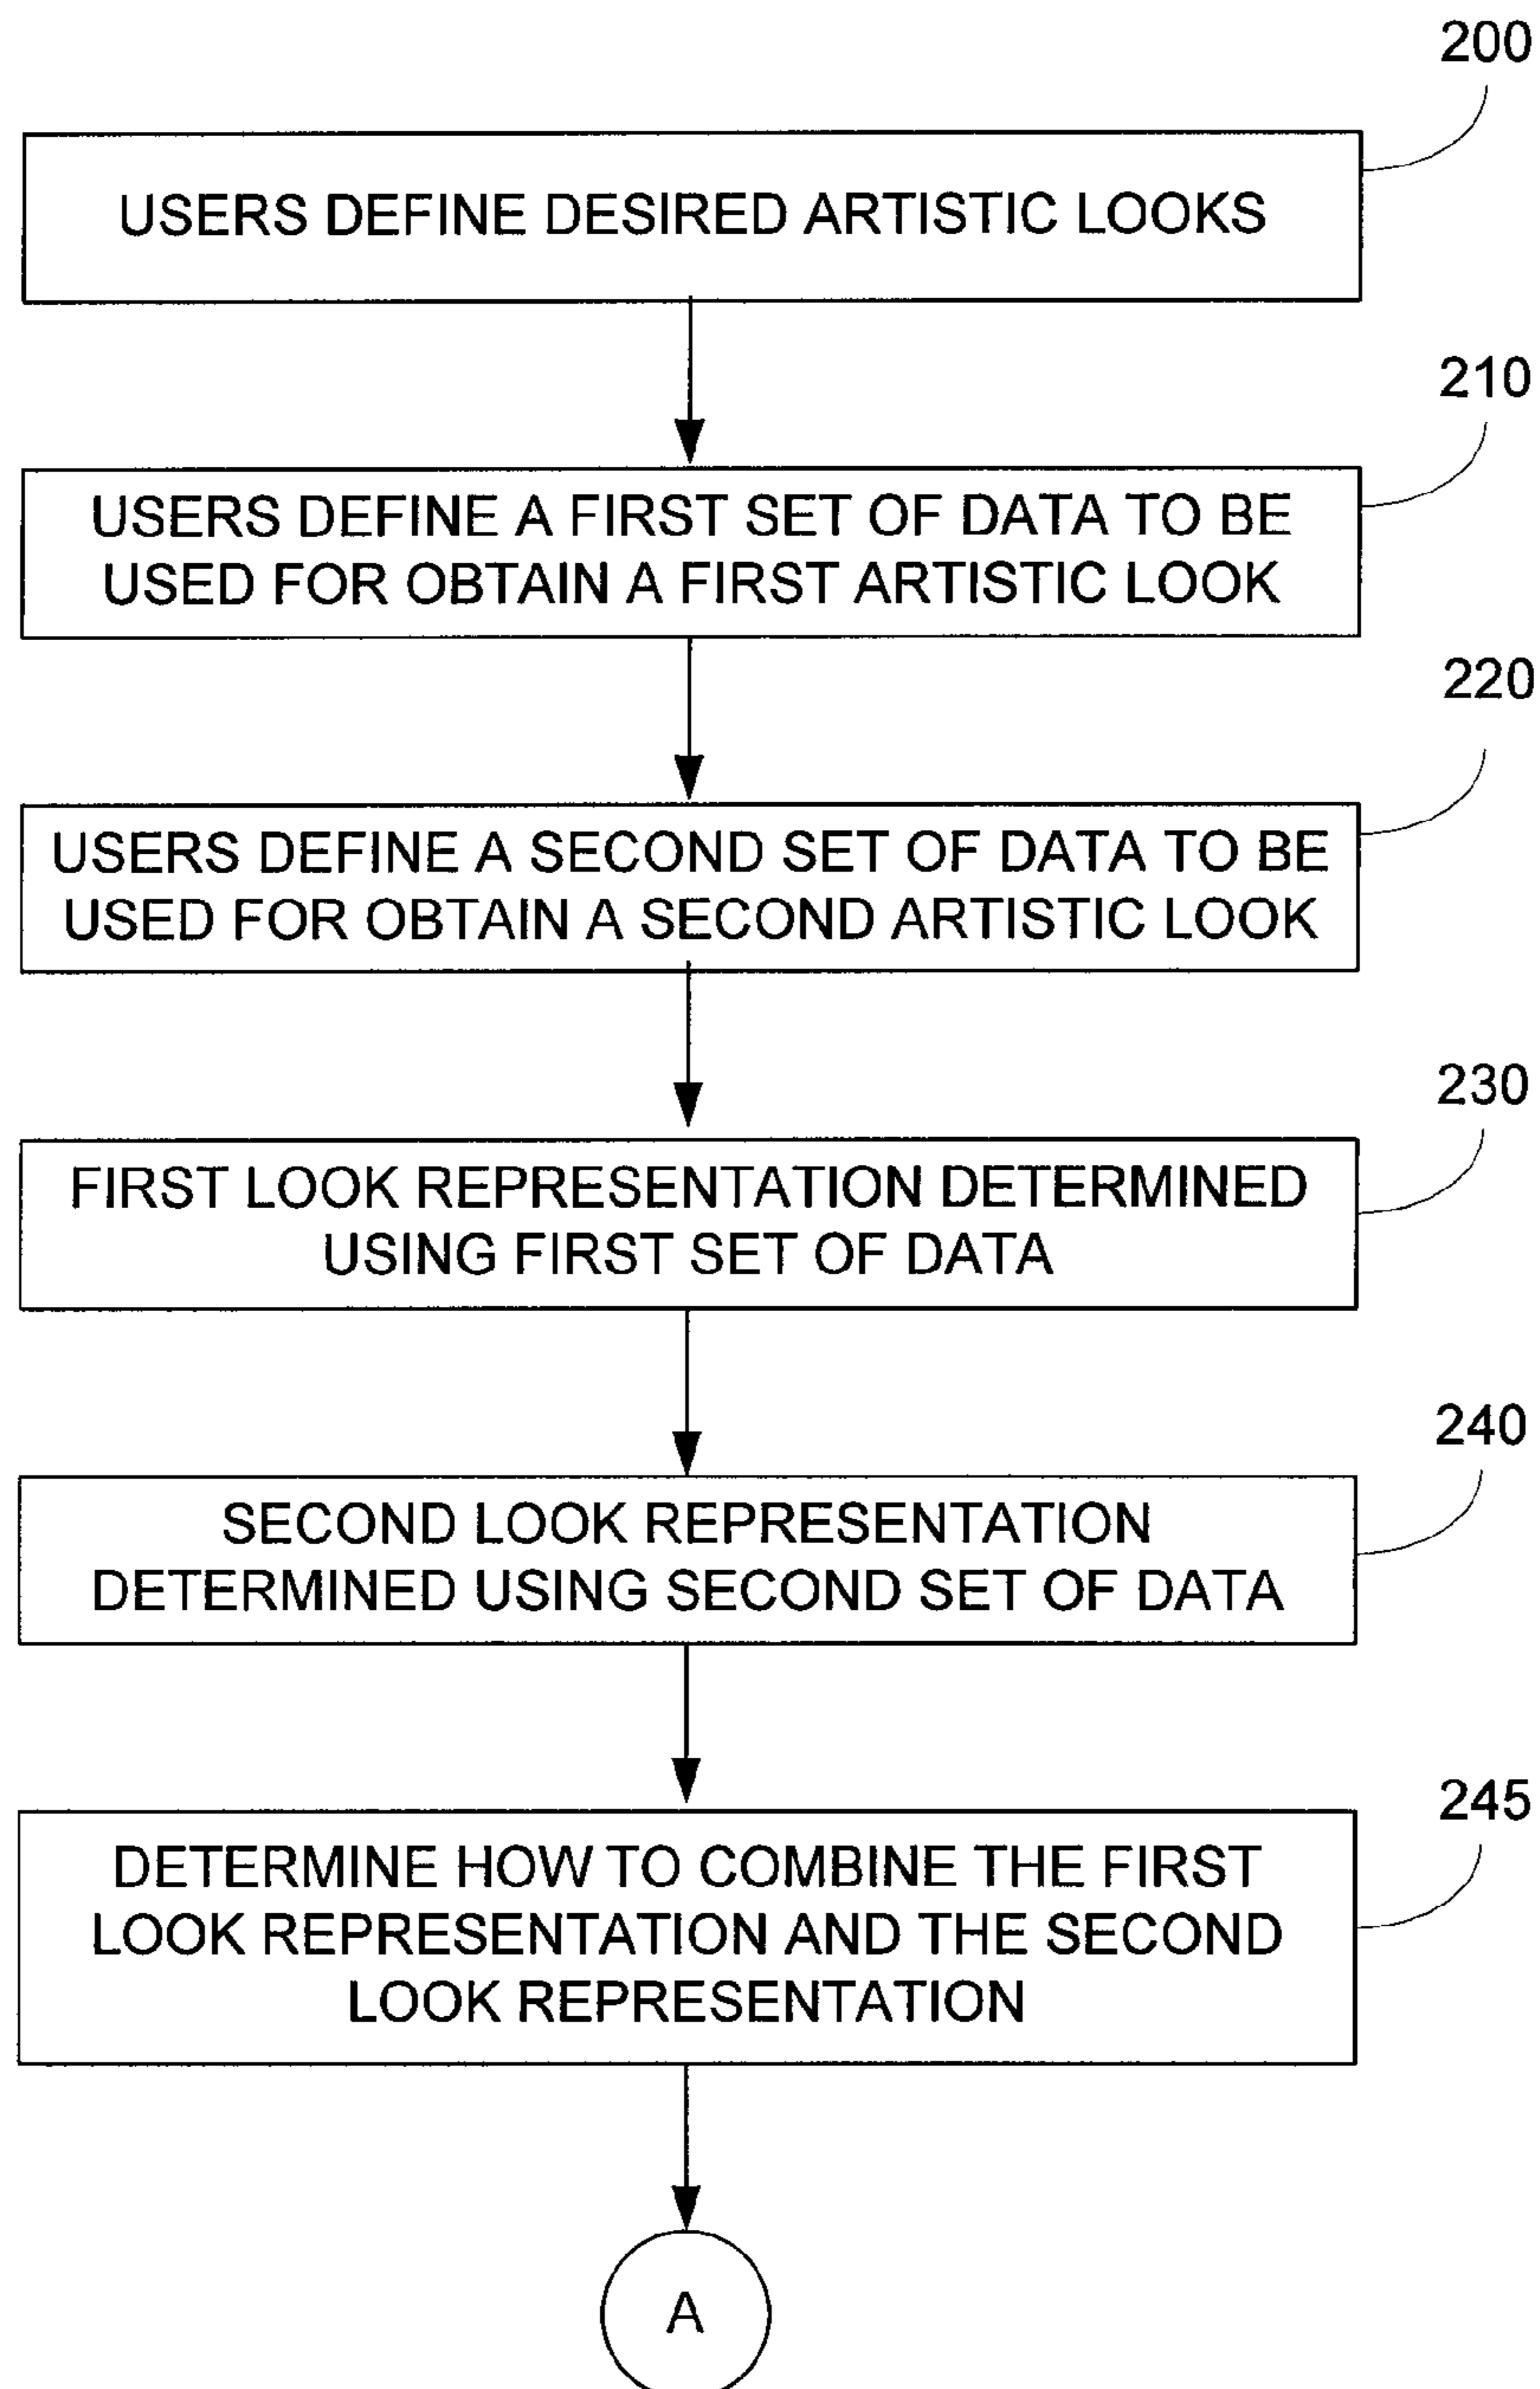 200
USERS DEFINE DESIRED ARTISTIC LOOKS
210
USERS DEFINE A FIRST SET OF DATA TO BE
USED FOR OBTAIN A FIRST ARTISTIC LOOK
220
USERS DEFINE A SECOND SET OF DATA TO BE
USED FOR OBTAIN A SECOND ARTISTIC LOOK
230
FIRST LOOK REPRESENTATION DETERMINED
USING FIRST SET OF DATA
240
SECOND LOOK REPRESENTATION
DETERMINED USING SECOND SET OF DATA
245
DETERMINE HOW TO COMBINE THE FIRST
LOOK REPRESENTATION AND THE SECOND
LOOK REPRESENTATION
A